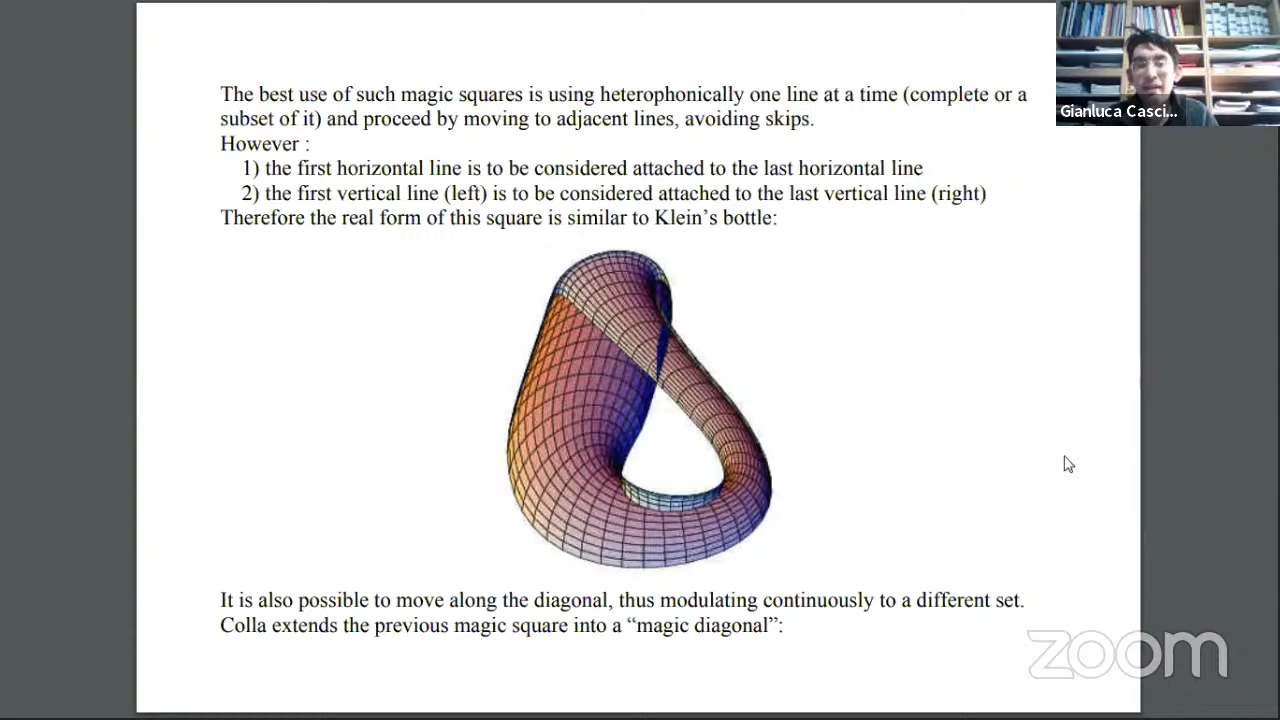 The best use of such magic squares is using heterophonically one line at a time (complete or a
subset of it) and proceed by moving to adjacent lines, avoiding skips.
However :
1) the first horizontal line is to be considered attached to the last horizontal line
2) the first vertical line (left) is to be considered attached to the last vertical line (right)
Therefore the real form of this square is similar to Klein’s bottle:
It is also possible to move along the diagonal, thus modulating continuously to a different set.
Colla extends the previous magic square into a “magic diagonal”:
Gianluca Casci...
zoom